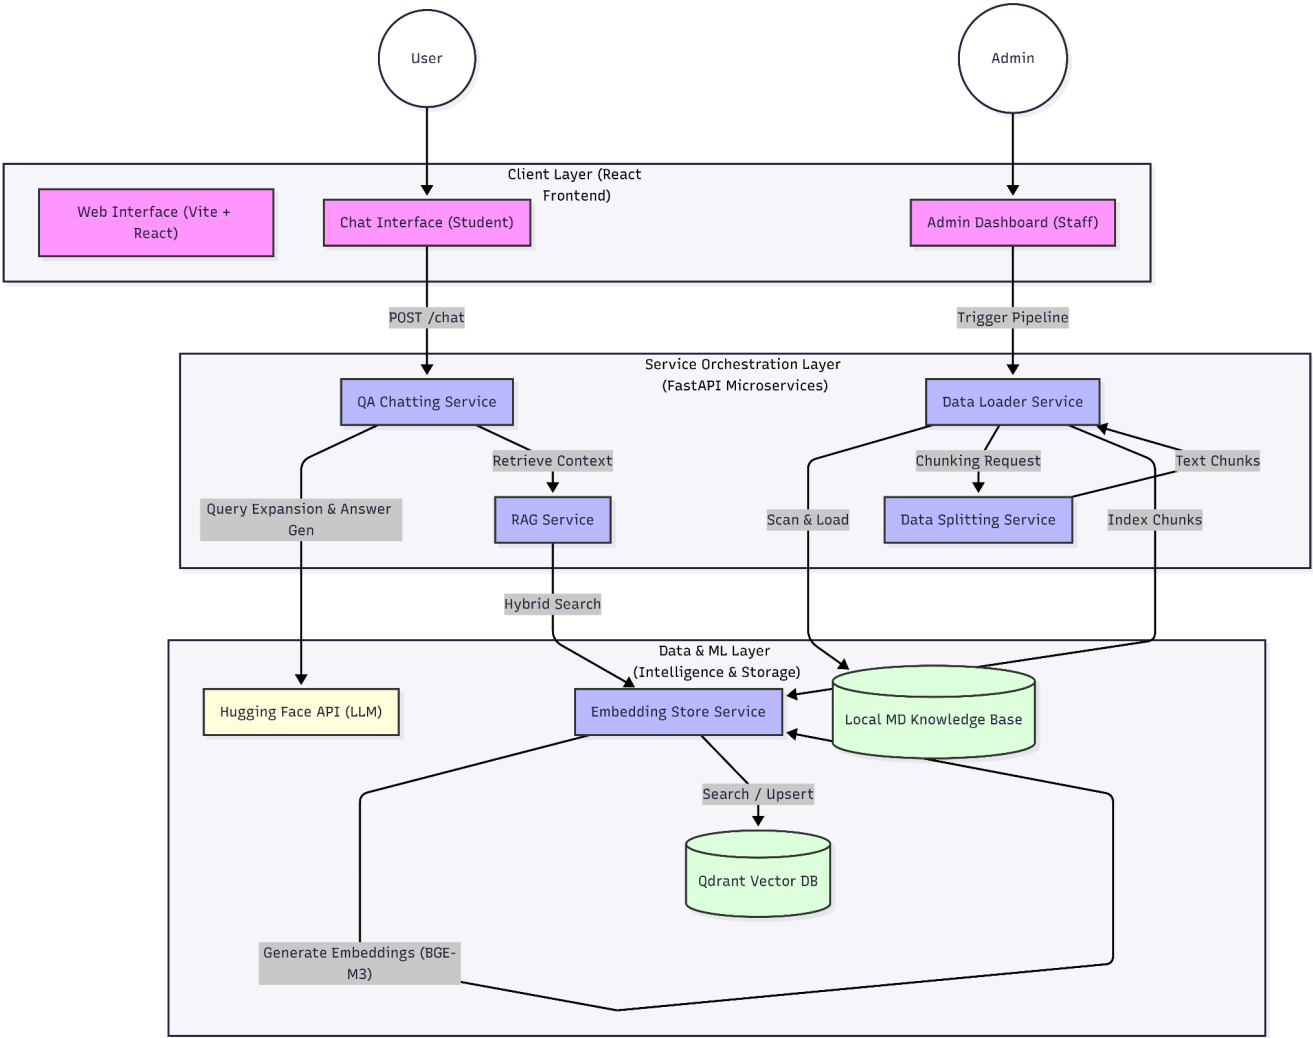 User
Admin
Client Layer (React
Frontend)
Web Interface (Vite +
React)
Chat Interface (Student)
Admin Dashboard (Staff)
POST /chat
Trigger Pipeline
Service Orchestration Layer
(FastAPI Microservices)
QA Chatting Service
Data Loader Service
Retrieve Context
Chunking Request
Text Chunks
Query Expansion & Answer
Gen
RAG Service
Scan & Load
Data Splitting Service
Index Chunks
Hybrid Search
Data & ML Layer
(Intelligence & Storage)
Hugging Face API (LLM)
Embedding Store Service
Local MD Knowledge Base
Search / Upsert
Qdrant Vector DB
Generate Embeddings (BGE-
M3)